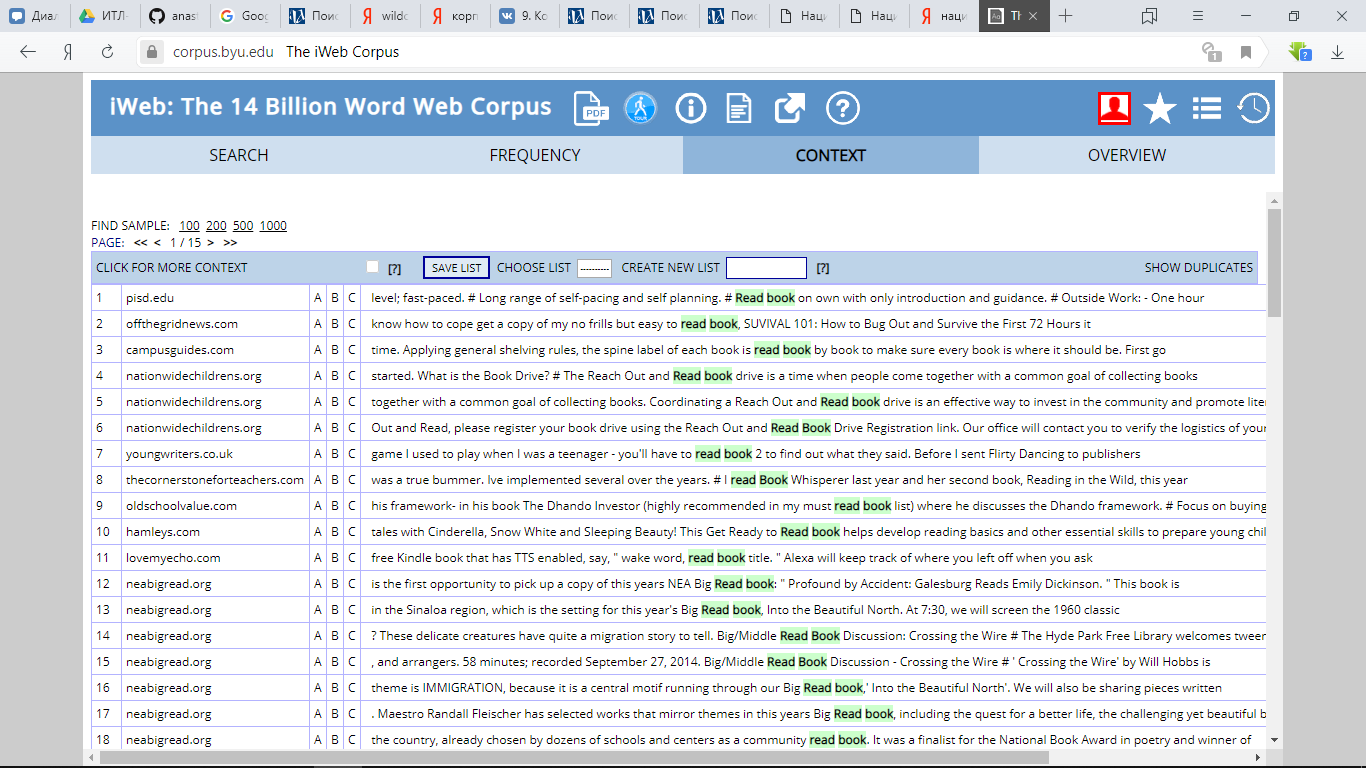 Диал ИТЛ- anas Goog Поис wildc корп 9. Ко Поис Поис Поис Наци Наци наци Th
corpus.byu.edu The iWeb Corpus
iWeb: The 14 Billion Word Web Corpus
SEARCH FREQUENCY CONTEXT OVERVIEW
FIND SAMPLE: 100 200 500 1000
PAGE: << < 1 / 15 > >>
CLICK FOR MORE CONTEXT [?] SAVE LIST CHOOSE LIST ---------- CREATE NEW LIST [?] SHOW DUPLICATES
1 pisd.edu A B C level; fast-paced. # Long range of self-pacing and self planning. # Read book on own with only introduction and guidance. # Outside Work: - One hour
2 offthegridnews.com A B C know how to cope get a copy of my no frills but easy to read book, SUVIVAL 101: How to Bug Out and Survive the First 72 Hours it
3 campusguides.com A B C time. Applying general shelving rules, the spine label of each book is read book by book to make sure every book is where it should be. First go
4 nationwidechildrens.org A B C started. What is the Book Drive? # The Reach Out and Read book drive is a time when people come together with a common goal of collecting books
5 nationwidechildrens.org A B C together with a common goal of collecting books. Coordinating a Reach Out and Read book drive is an effective way to invest in the community and promote liter
6 nationwidechildrens.org A B C Out and Read, please register your book drive using the Reach Out and Read Book Drive Registration link. Our office will contact you to verify the logistics of your
7 youngwriters.co.uk A B C game I used to play when I was a teenager - you'll have to read book 2 to find out what they said. Before I sent Flirty Dancing to publishers
8 thecornerstoneforteachers.com A B C was a true bummer. Ive implemented several over the years. # I read Book Whisperer last year and her second book, Reading in the Wild, this year
9 oldschoolvalue.com A B C his framework- in his book The Dhando Investor (highly recommended in my must read book list) where he discusses the Dhando framework. # Focus on buying
10 hamleys.com A B C tales with Cinderella, Snow White and Sleeping Beauty! This Get Ready to Read book helps develop reading basics and other essential skills to prepare young chil
11 lovemyecho.com A B C free Kindle book that has TTS enabled, say, " wake word, read book title. " Alexa will keep track of where you left off when you ask
12 neabigread.org A B C is the first opportunity to pick up a copy of this years NEA Big Read book: " Profound by Accident: Galesburg Reads Emily Dickinson. " This book is
13 neabigread.org A B C in the Sinaloa region, which is the setting for this year's Big Read book, Into the Beautiful North. At 7:30, we will screen the 1960 classic
14 neabigread.org A B C ? These delicate creatures have quite a migration story to tell. Big/Middle Read Book Discussion: Crossing the Wire # The Hyde Park Free Library welcomes tween
15 neabigread.org A B C , and arrangers. 58 minutes; recorded September 27, 2014. Big/Middle Read Book Discussion - Crossing the Wire # ' Crossing the Wire' by Will Hobbs is
16 neabigread.org A B C theme is IMMIGRATION, because it is a central motif running through our Big Read book,' Into the Beautiful North'. We will also be sharing pieces written
17 neabigread.org A B C . Maestro Randall Fleischer has selected works that mirror themes in this years Big Read book, including the quest for a better life, the challenging yet beautiful b
18 neabigread.org A B C the country, already chosen by dozens of schools and centers as a community read book. It was a finalist for the National Book Award in poetry and winner of